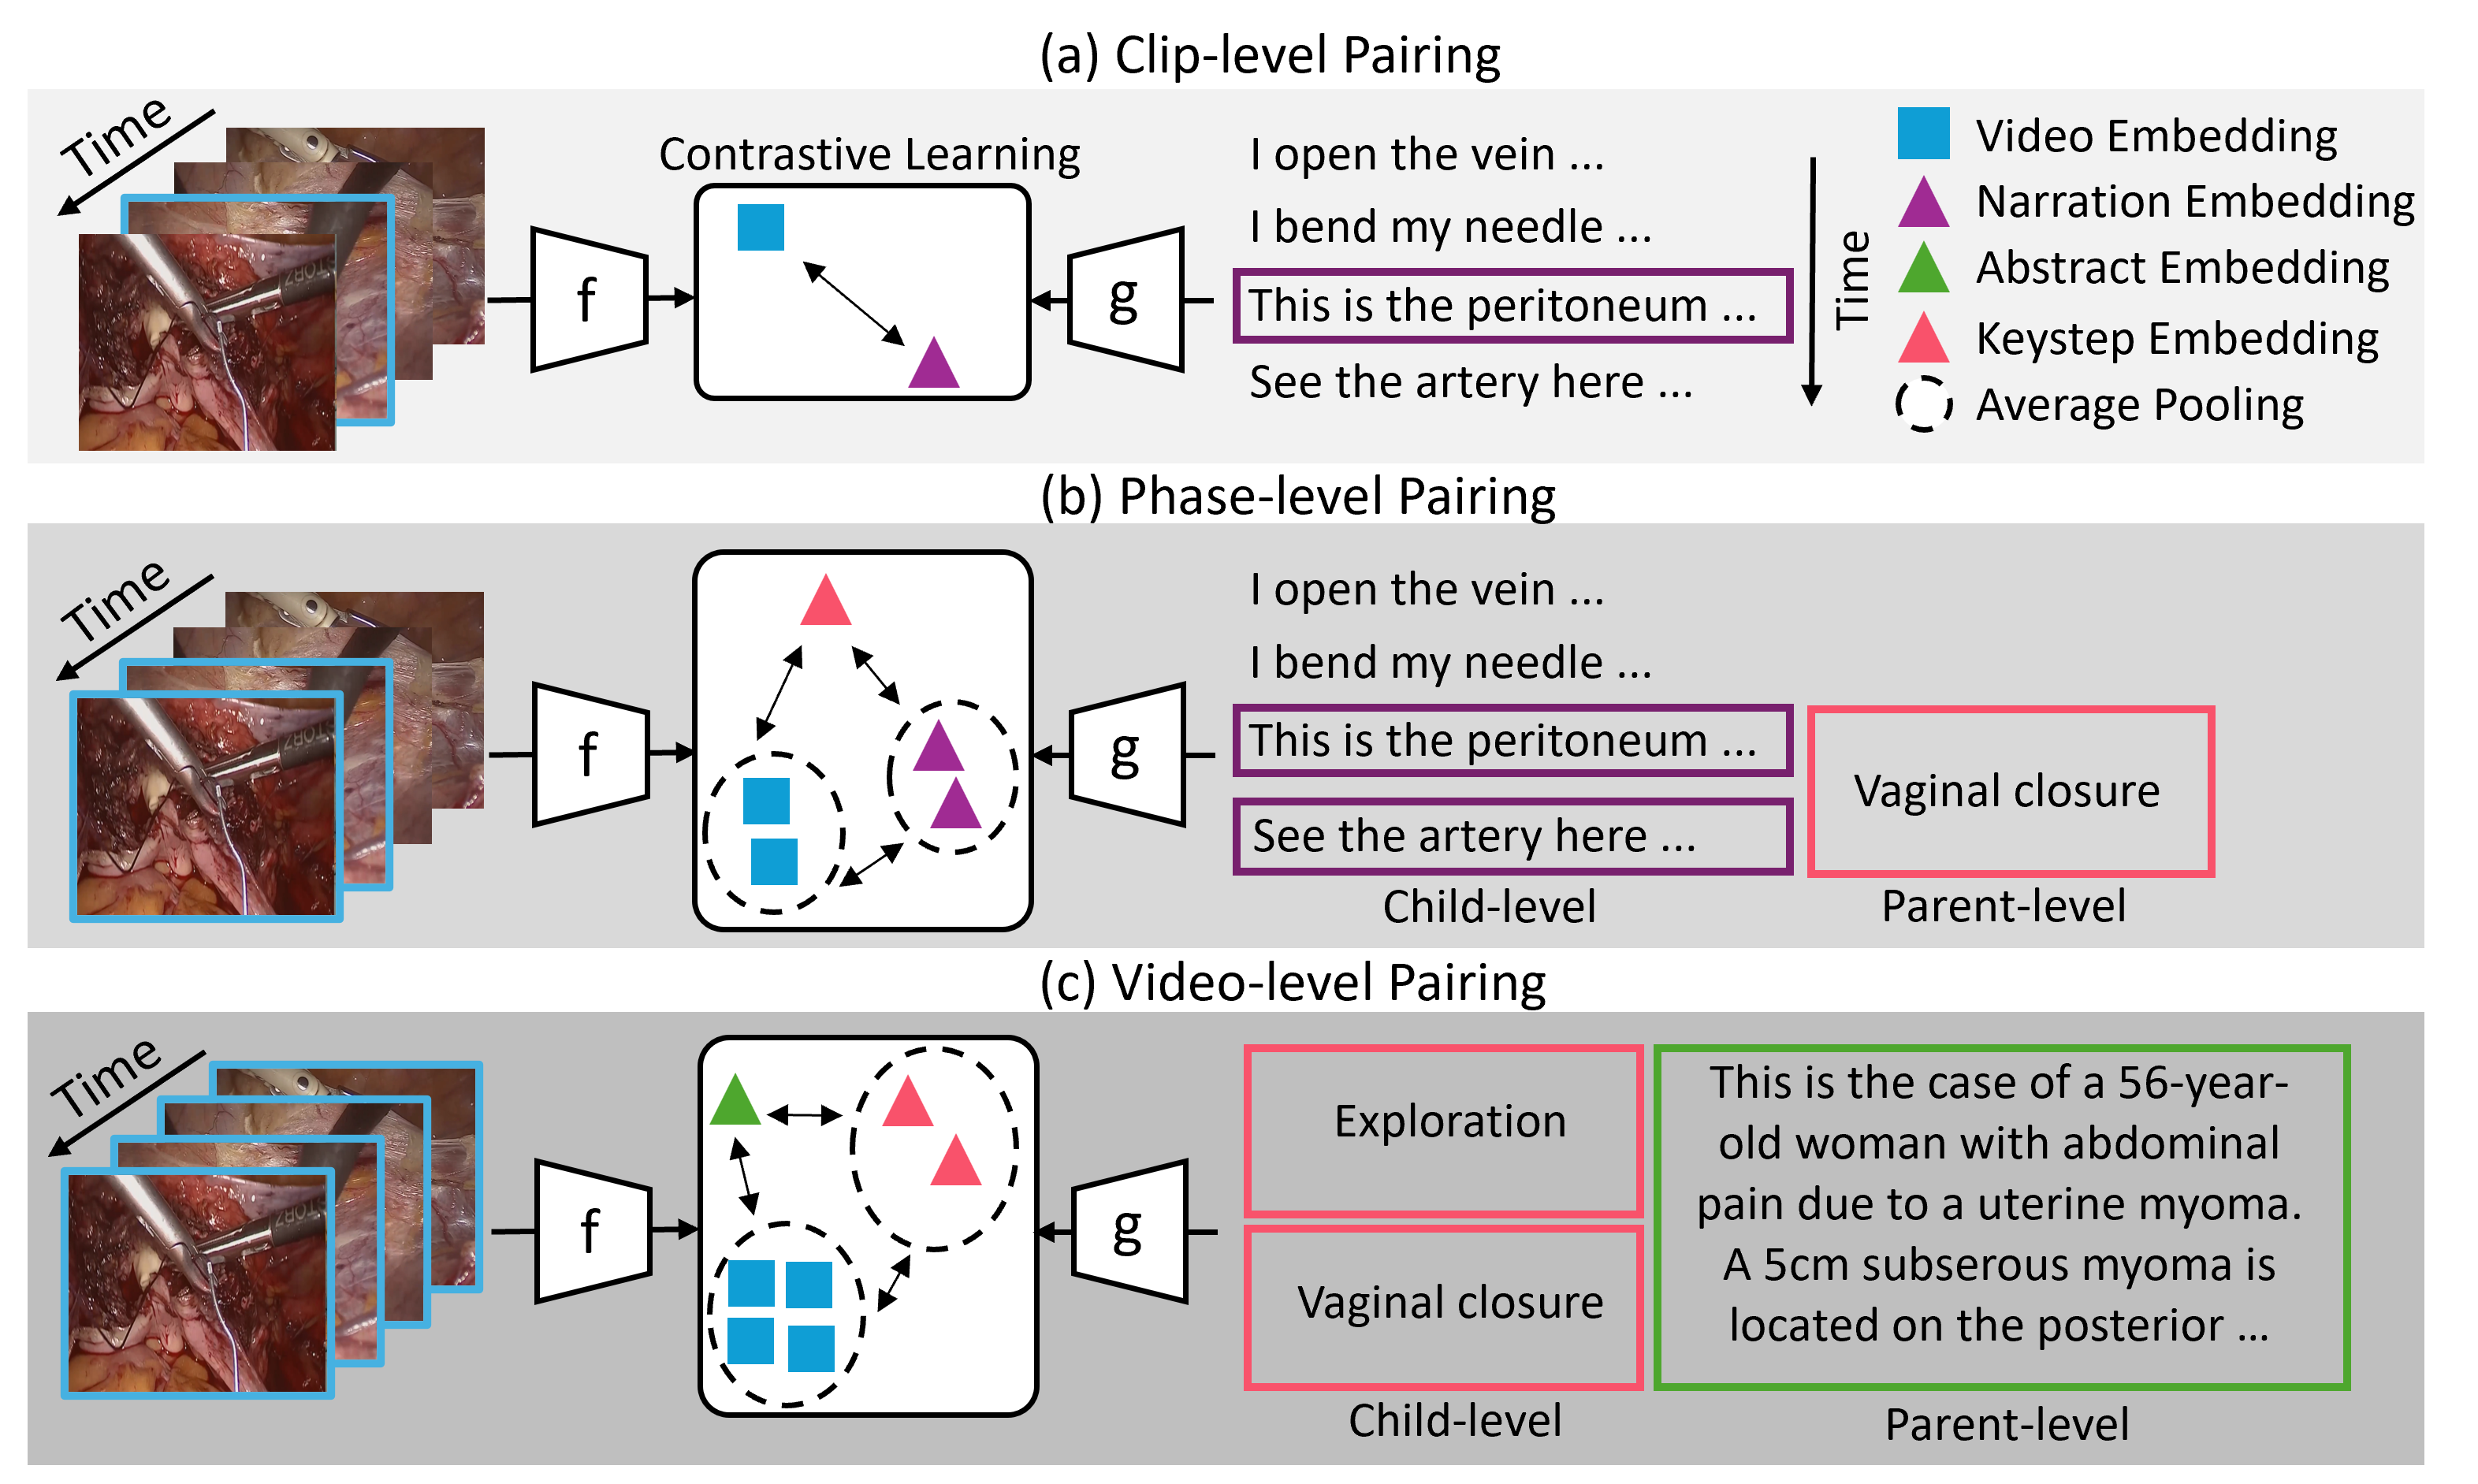 (a) Clip-level Pairing
Time
Contrastive Learning
f
g
I open the vein ...
I bend my needle ...
This is the peritoneum ...
See the artery here ...
Time
Video Embedding
Narration Embedding
Abstract Embedding
Keystep Embedding
Average Pooling
(b) Phase-level Pairing
Time
f
g
I open the vein ...
I bend my needle ...
This is the peritoneum ...
See the artery here ...
Child-level
Vaginal closure
Parent-level
(c) Video-level Pairing
Time
f
g
Exploration
Vaginal closure
Child-level
This is the case of a 56-year-
old woman with abdominal
pain due to a uterine myoma.
A 5cm subserous myoma is
located on the posterior ...
Parent-level